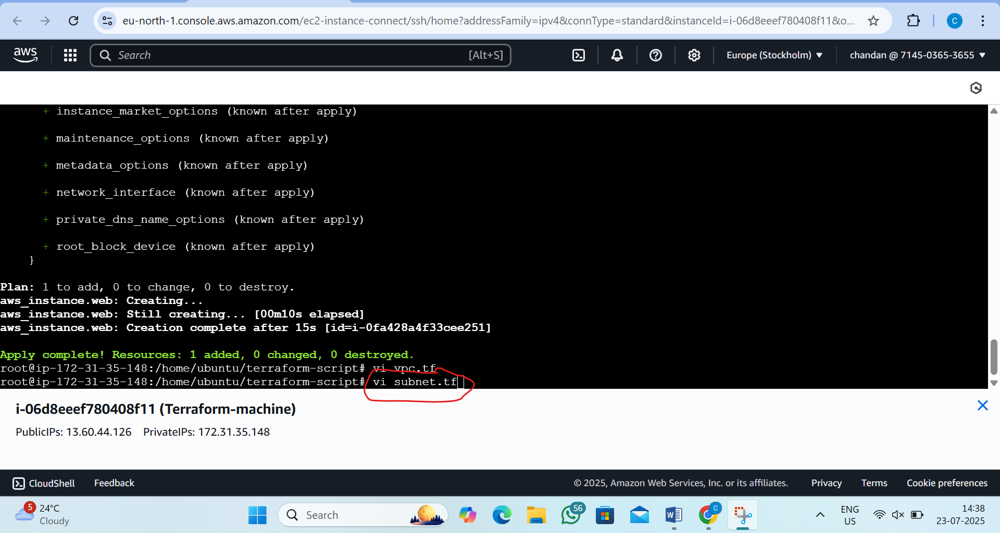 eu-north-1.console.aws.amazon.com/ec2-instance-connect/ssh/home?addressFamily=ipv4&connType=standard&instanceId=i-06d8eeef780408f11&o...
C
aws
Search
[Alt+S]
Europe (Stockholm)
chandan @ 7145-0365-3655
+ instance_market_options (known after apply)
+ maintenance_options (known after apply)
+ metadata_options (known after apply)
+ network_interface (known after apply)
+ private_dns_name_options (known after apply)
+ root_block_device (known after apply)
}
Plan: 1 to add, 0 to change, 0 to destroy.
aws_instance.web: Creating...
aws_instance.web: Still creating... [00m10s elapsed]
aws_instance.web: Creation complete after 15s [id=i-0fa428a4f33cee251]
Apply complete! Resources: 1 added, 0 changed, 0 destroyed.
root@ip-172-31-35-148:/home/ubuntu/terraform-script# vi vpc.tf
root@ip-172-31-35-148:/home/ubuntu/terraform-script# vi subnet.tf
i-06d8eeef780408f11 (Terraform-machine)
PublicIPs: 13.60.44.126 PrivateIPs: 172.31.35.148
CloudShell
Feedback
© 2025, Amazon Web Services, Inc. or its affiliates.
Privacy
Terms
Cookie preferences
5
24°C
Cloudy
Search
56
W
C
ENG
US
14:38
23-07-2025